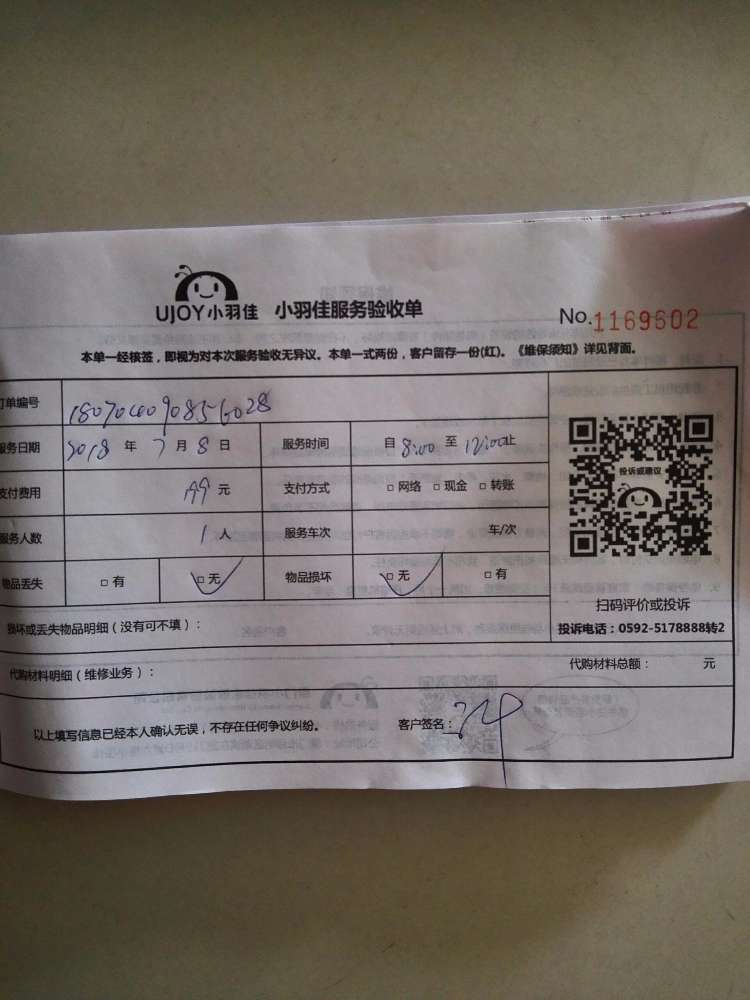 UJOY小羽佳 小羽佳服务验收单 No.1169602
本单一经核签，即视为对本次服务验收无异议。本单一式两份，客户留存一份(红)。《维保须知》详见背面。
订单编号
服务日期 2018 年 7 月 8 日 服务时间 自 8:00 至 12:00止
支付费用 元 支付方式 □ 网络 □ 现金 □ 转账
服务人数 1 人 服务车次 车/次
物品丢失 □ 有 □ 无 物品损坏 □ 无 □ 有
投诉或建议
扫码评价或投诉
投诉电话：0592-5178888转2
损坏或丢失物品明细（没有可不填）：
代购材料明细（维修业务）： 代购材料总额： 元
以上填写信息已经本人确认无误，不存在任何争议纠纷。 客户签名：